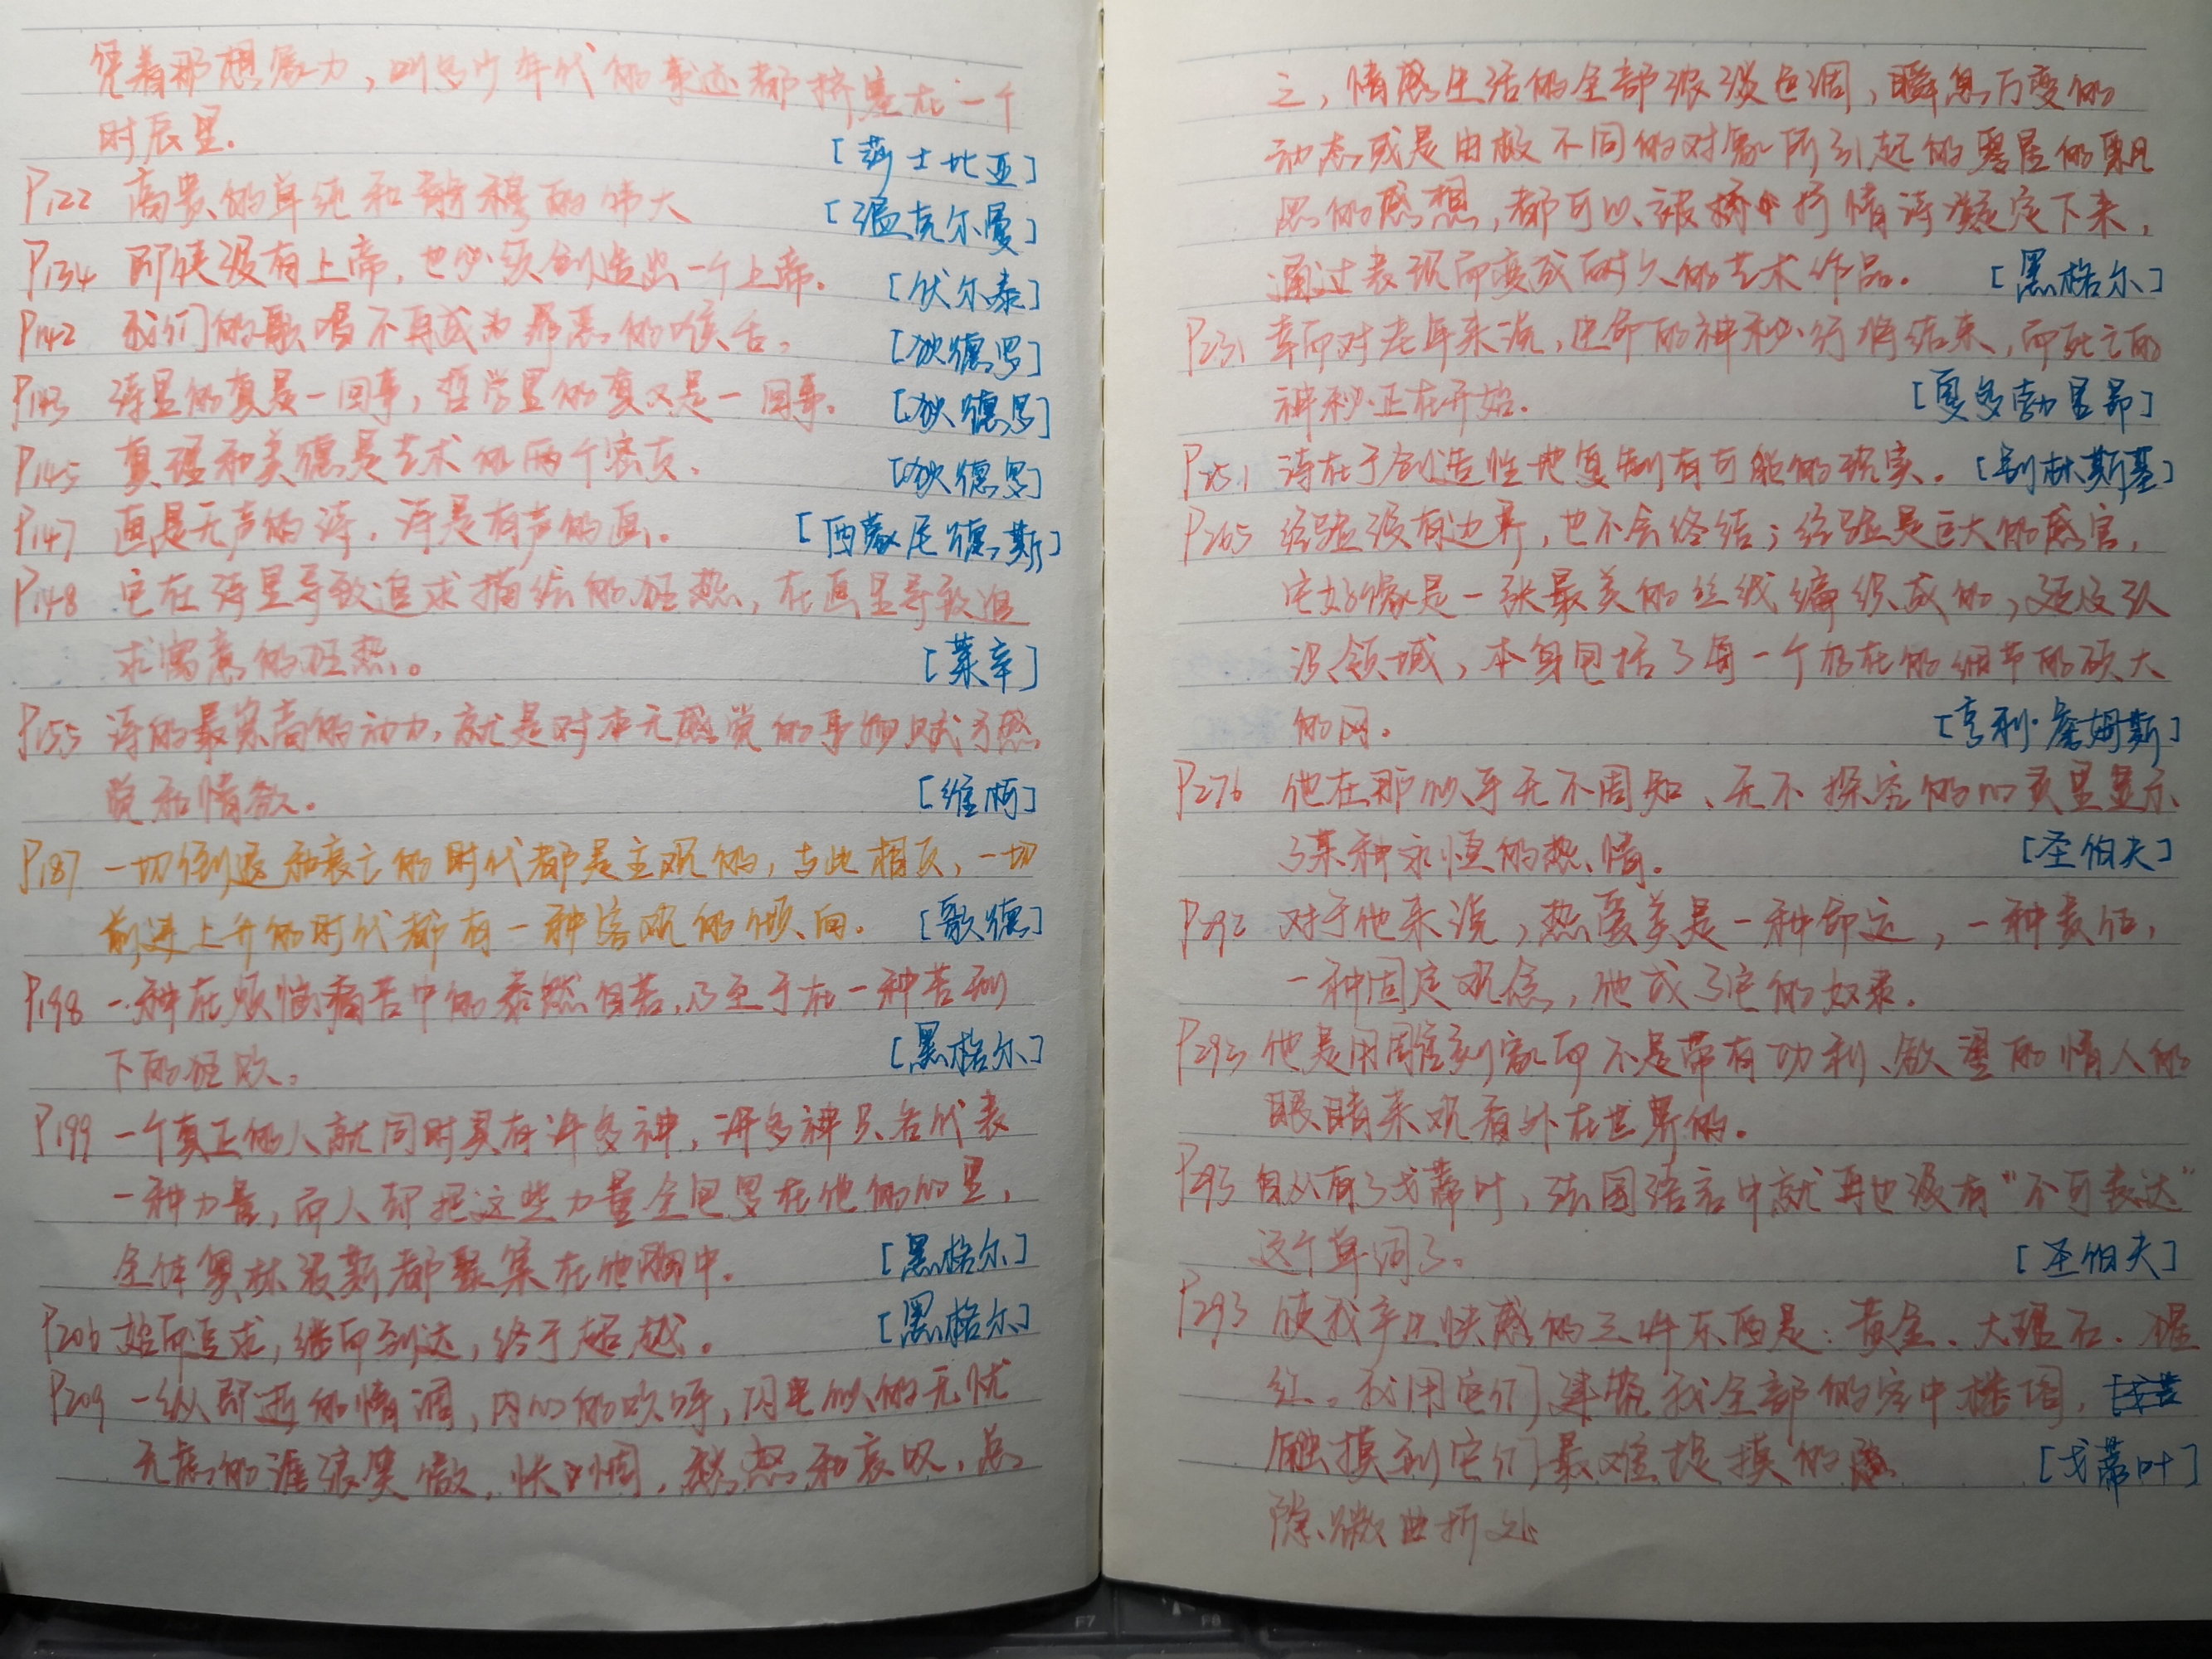 凭着那想象力，叫多少年代的事迹都挤塞在一个
时辰里。
[莎士比亚]
P122 高贵的单纯和静穆的伟大
[温克尔曼]
P134 即使没有上帝，也必须创造出一个上帝。
[伏尔泰]
P142 我们的歌唱不再成为罪恶的喉舌。
[狄德罗]
P143 诗里的真是一回事，哲学里的真又是一回事。
[狄德罗]
P145 真理和美德是艺术的两个密友。
[狄德罗]
P147 画是无声的诗，诗是有声的画。
[西蒙尼德斯]
P148 它在诗里导致追求描绘的狂热，在画里导致追
求寓意的狂热。
[莱辛]
P155 诗的最崇高的动力，就是对本无感觉的事物赋予感
觉和情欲。
[维柯]
P187 一切倒退和衰亡的时代都是主观的，与此相反，一切
前进上升的时代都有一种客观的倾向。
[歌德]
P198 一种在烦恼痛苦中的泰然自若，乃至于在一种苦刑
下的狂欢。
[黑格尔]
P199 一个真正的人就同时具有许多神，许多神只各代表
一种力量，而人却把这些力量全包罗在他的心里，
全体奥林波斯都聚集在他胸中。
[黑格尔]
P206 始而追求，继而到达，终于超越。
[黑格尔]
P209 一纵即逝的情调，内心的欢呼，闪电似的无忧
无虑的谑浪笑傲，怅惘，愁怨和哀叹，总
之，情感生活的全部浓淡色调，瞬息万变的
动态或是由极不同的对象所引起的零星的飘
忽的感想，都可以被抒情诗凝定下来，
通过表现而变成耐久的艺术作品。
[黑格尔]
P231 幸而对老年来说，生命的神秘行将结束，而死亡的
神秘正在开始。
[夏多勃里昂]
P251 诗在于创造性地复制有可能的现实。
[别林斯基]
P265 经验没有边界，也不会终结；经验是巨大的感官，
它好像是一张最美的丝线编织成的，
领域，本身包括了每一个存在的细节的硕大
的网。
[亨利·詹姆斯]
P276 他在那似乎无不周知、无不探究的心灵里显示
了某种永恒的热情。
[圣伯夫]
P292 对于他来说，热爱美是一种命运，一种责任，
一种固定观念，他成了它的奴隶。
P293 他是用雕刻家而不是带有功利、欲望的情人的
眼睛来观看外在世界的。
P293 自从有了戈蒂叶，法国语言中就再也没有“不可表达”
这个单词了。
[圣伯夫]
P293 使我产生快感的三件东西是：黄金、大理石、猩
红。我用它们建筑我全部的空中楼阁，
触摸到它们最难捉摸的
[戈蒂叶]
隐微曲折处